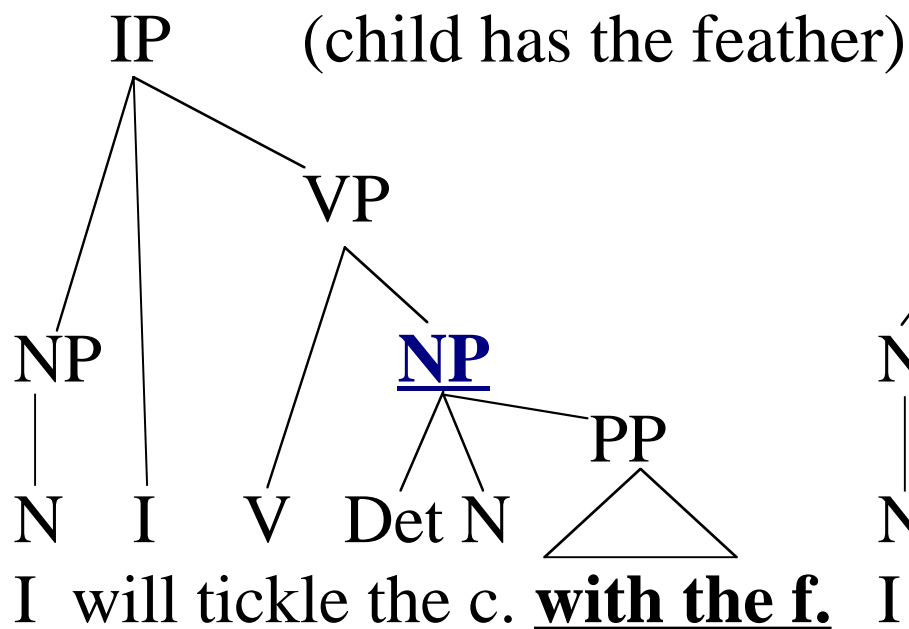 IP (child has the feather)
VP
NP NP
PP
N I V Det N
I will tickle the c. with the f. I